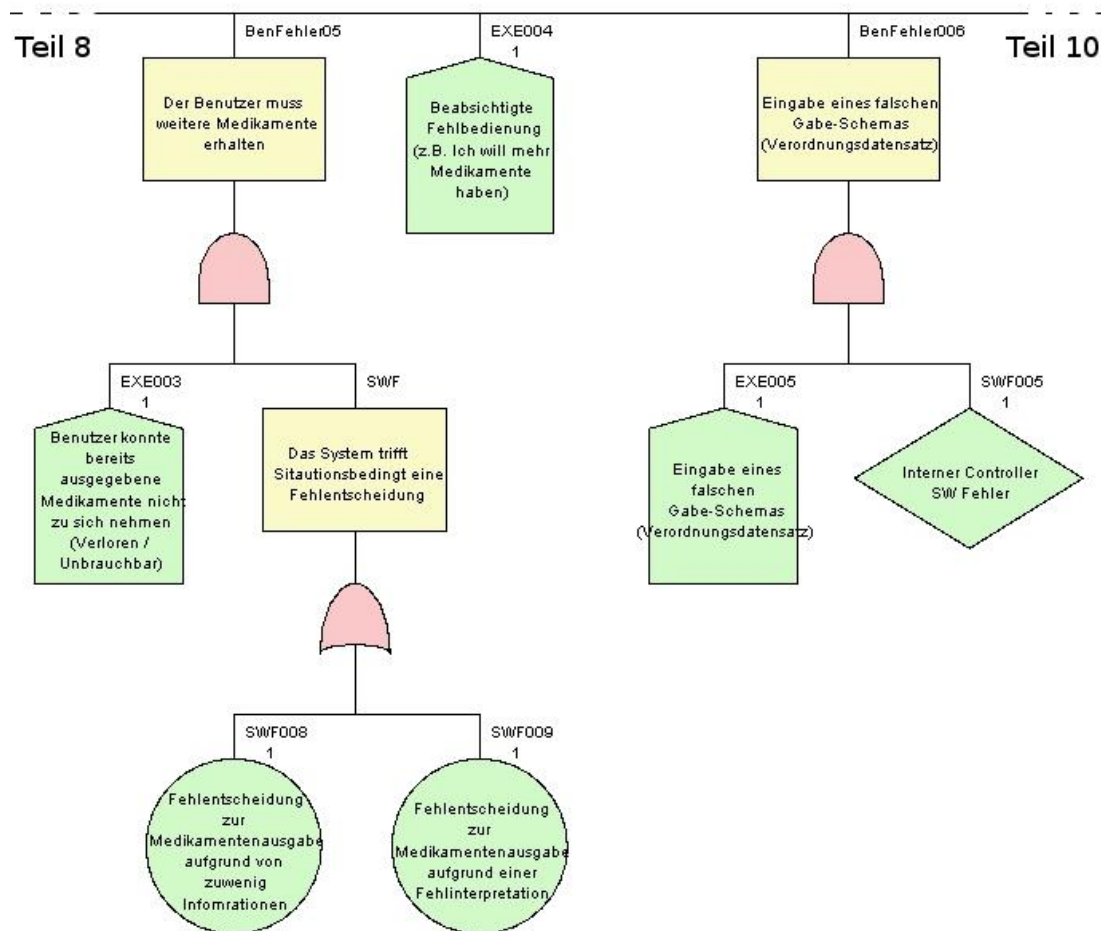 Teil 8
BenFehler05
EXE004
1
BenFehler006
Teil 10
Der Benutzer muss
weitere Medikamente
erhalten
Beabsichtigte
Fehlbedienung
(z.B. Ich will mehr
Medikamente
haben)
Eingabe eines falschen
Gabe-Schemas
(Verordnungsdatensatz)
EXE003
1
SWF
EXE005
1
SWF005
1
Benutzer konnte
bereits
ausgegebene
Medikamente nicht
zu sich nehmen
(Verloren /
Unbrauchbar)
Das System trifft
Sitautionsbedingt eine
Fehlentscheidung
Eingabe eines
falschen
Gabe-Schemas
(Verordnungsdatensatz)
Interner Controller
SW Fehler
SWF008
1
SWF009
1
Fehlentscheidung
zur
Medikamentenausgabe
aufgrund von
zuwenig
Infomrationen
Fehlentscheidung
zur
Medikamentenausgabe
aufgrund einer
Fehlinterpretation